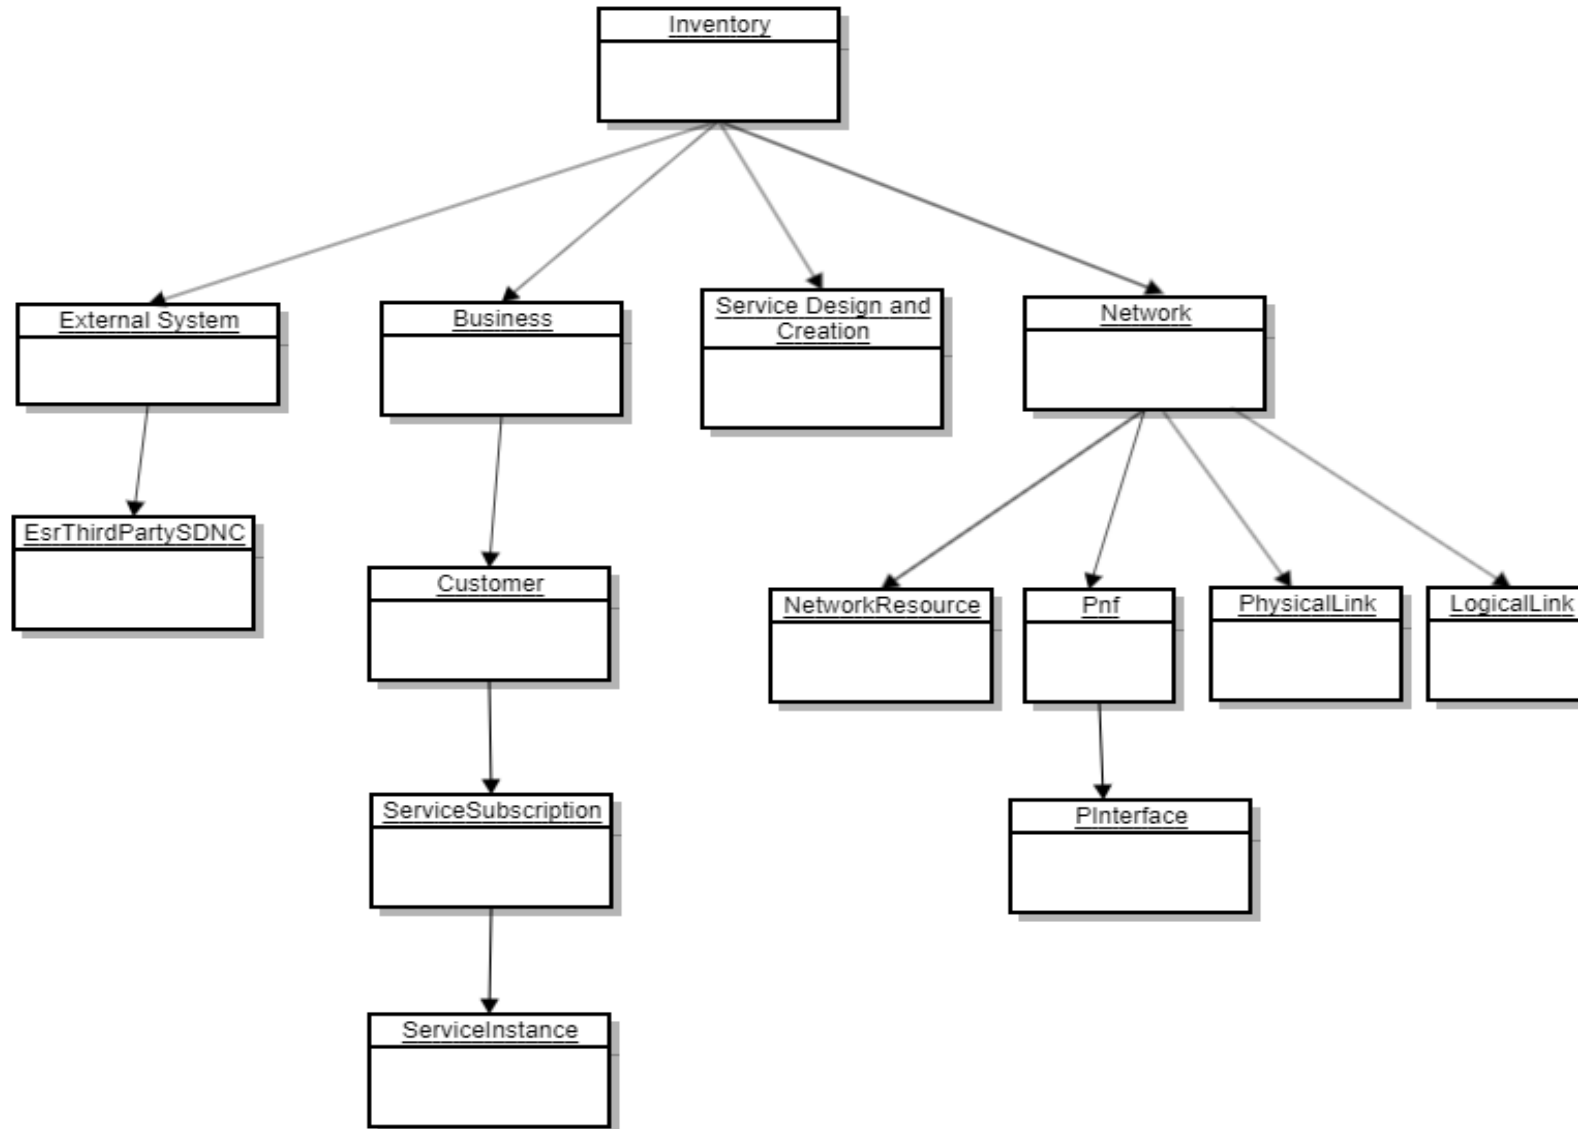 Inventory
External System
Business
Service Design and
Creation
Network
EsrThirdPartySDNC
Customer
NetworkResource
Pnf
PhysicalLink
LogicalLink
ServiceSubscription
PInterface
ServiceInstance